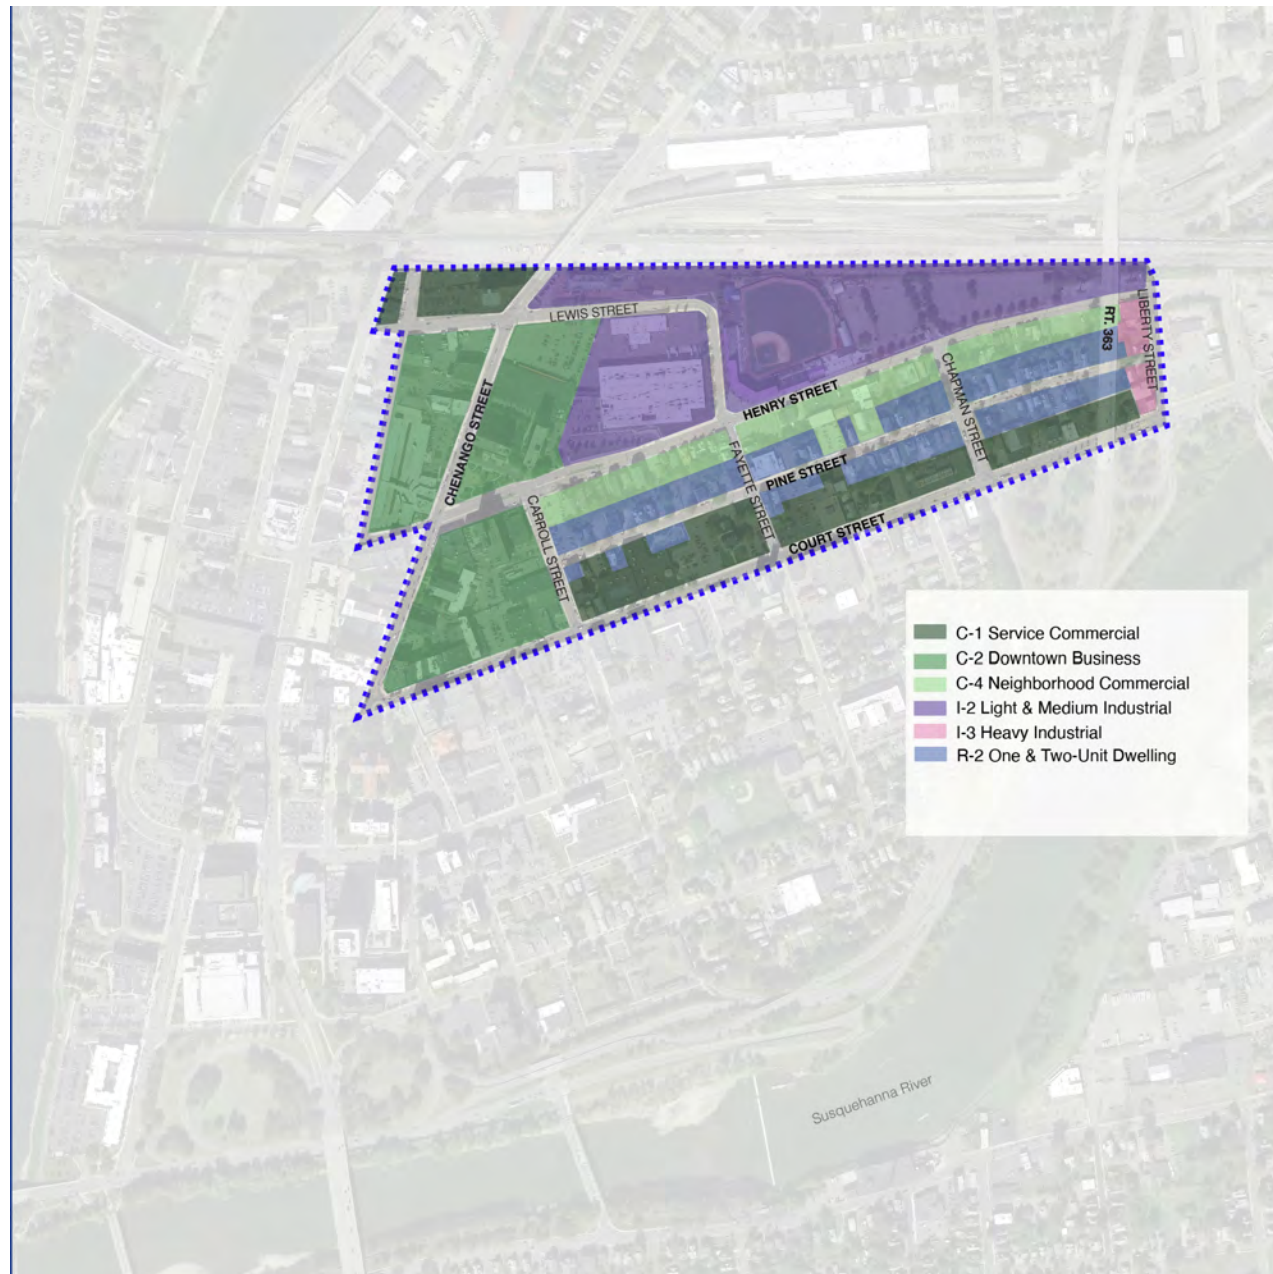 LEWIS STREET
LIBERTY STREET
RT. 363
CHENANGO STREET
HENRY STREET
CHAPMAN STREET
FAYETTE STREET
PINE STREET
CARROLL STREET
COURT STREET
C-1 Service Commercial
C-2 Downtown Business
C-4 Neighborhood Commercial
I-2 Light & Medium Industrial
I-3 Heavy Industrial
R-2 One & Two-Unit Dwelling
Susquehanna River